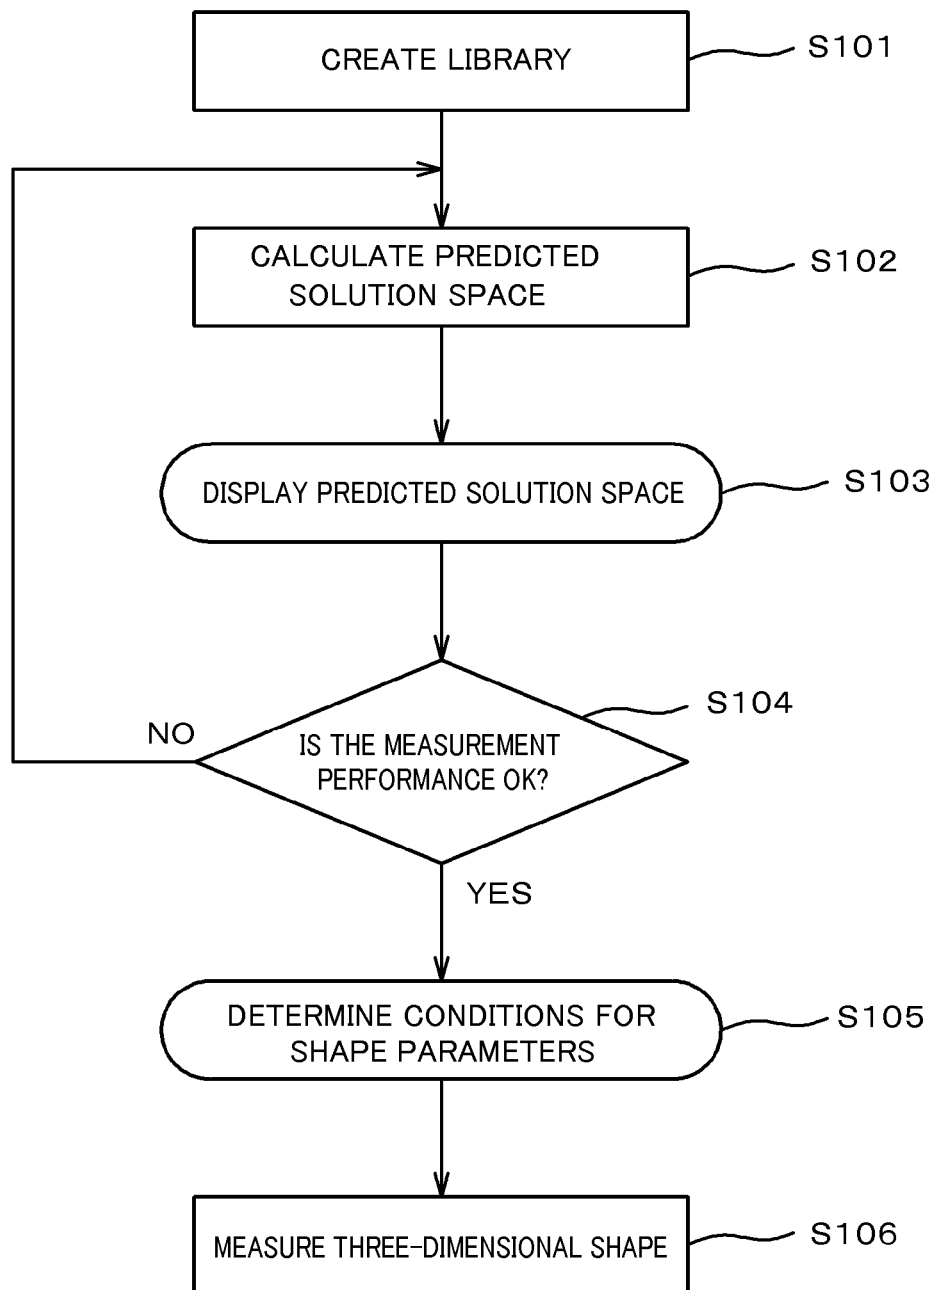 CREATE LIBRARY
S101
CALCULATE PREDICTED
SOLUTION SPACE
S102
DISPLAY PREDICTED SOLUTION SPACE
S103
S104
NO
IS THE MEASUREMENT
PERFORMANCE OK?
YES
DETERMINE CONDITIONS FOR
SHAPE PARAMETERS
S105
MEASURE THREE-DIMENSIONAL SHAPE
S106